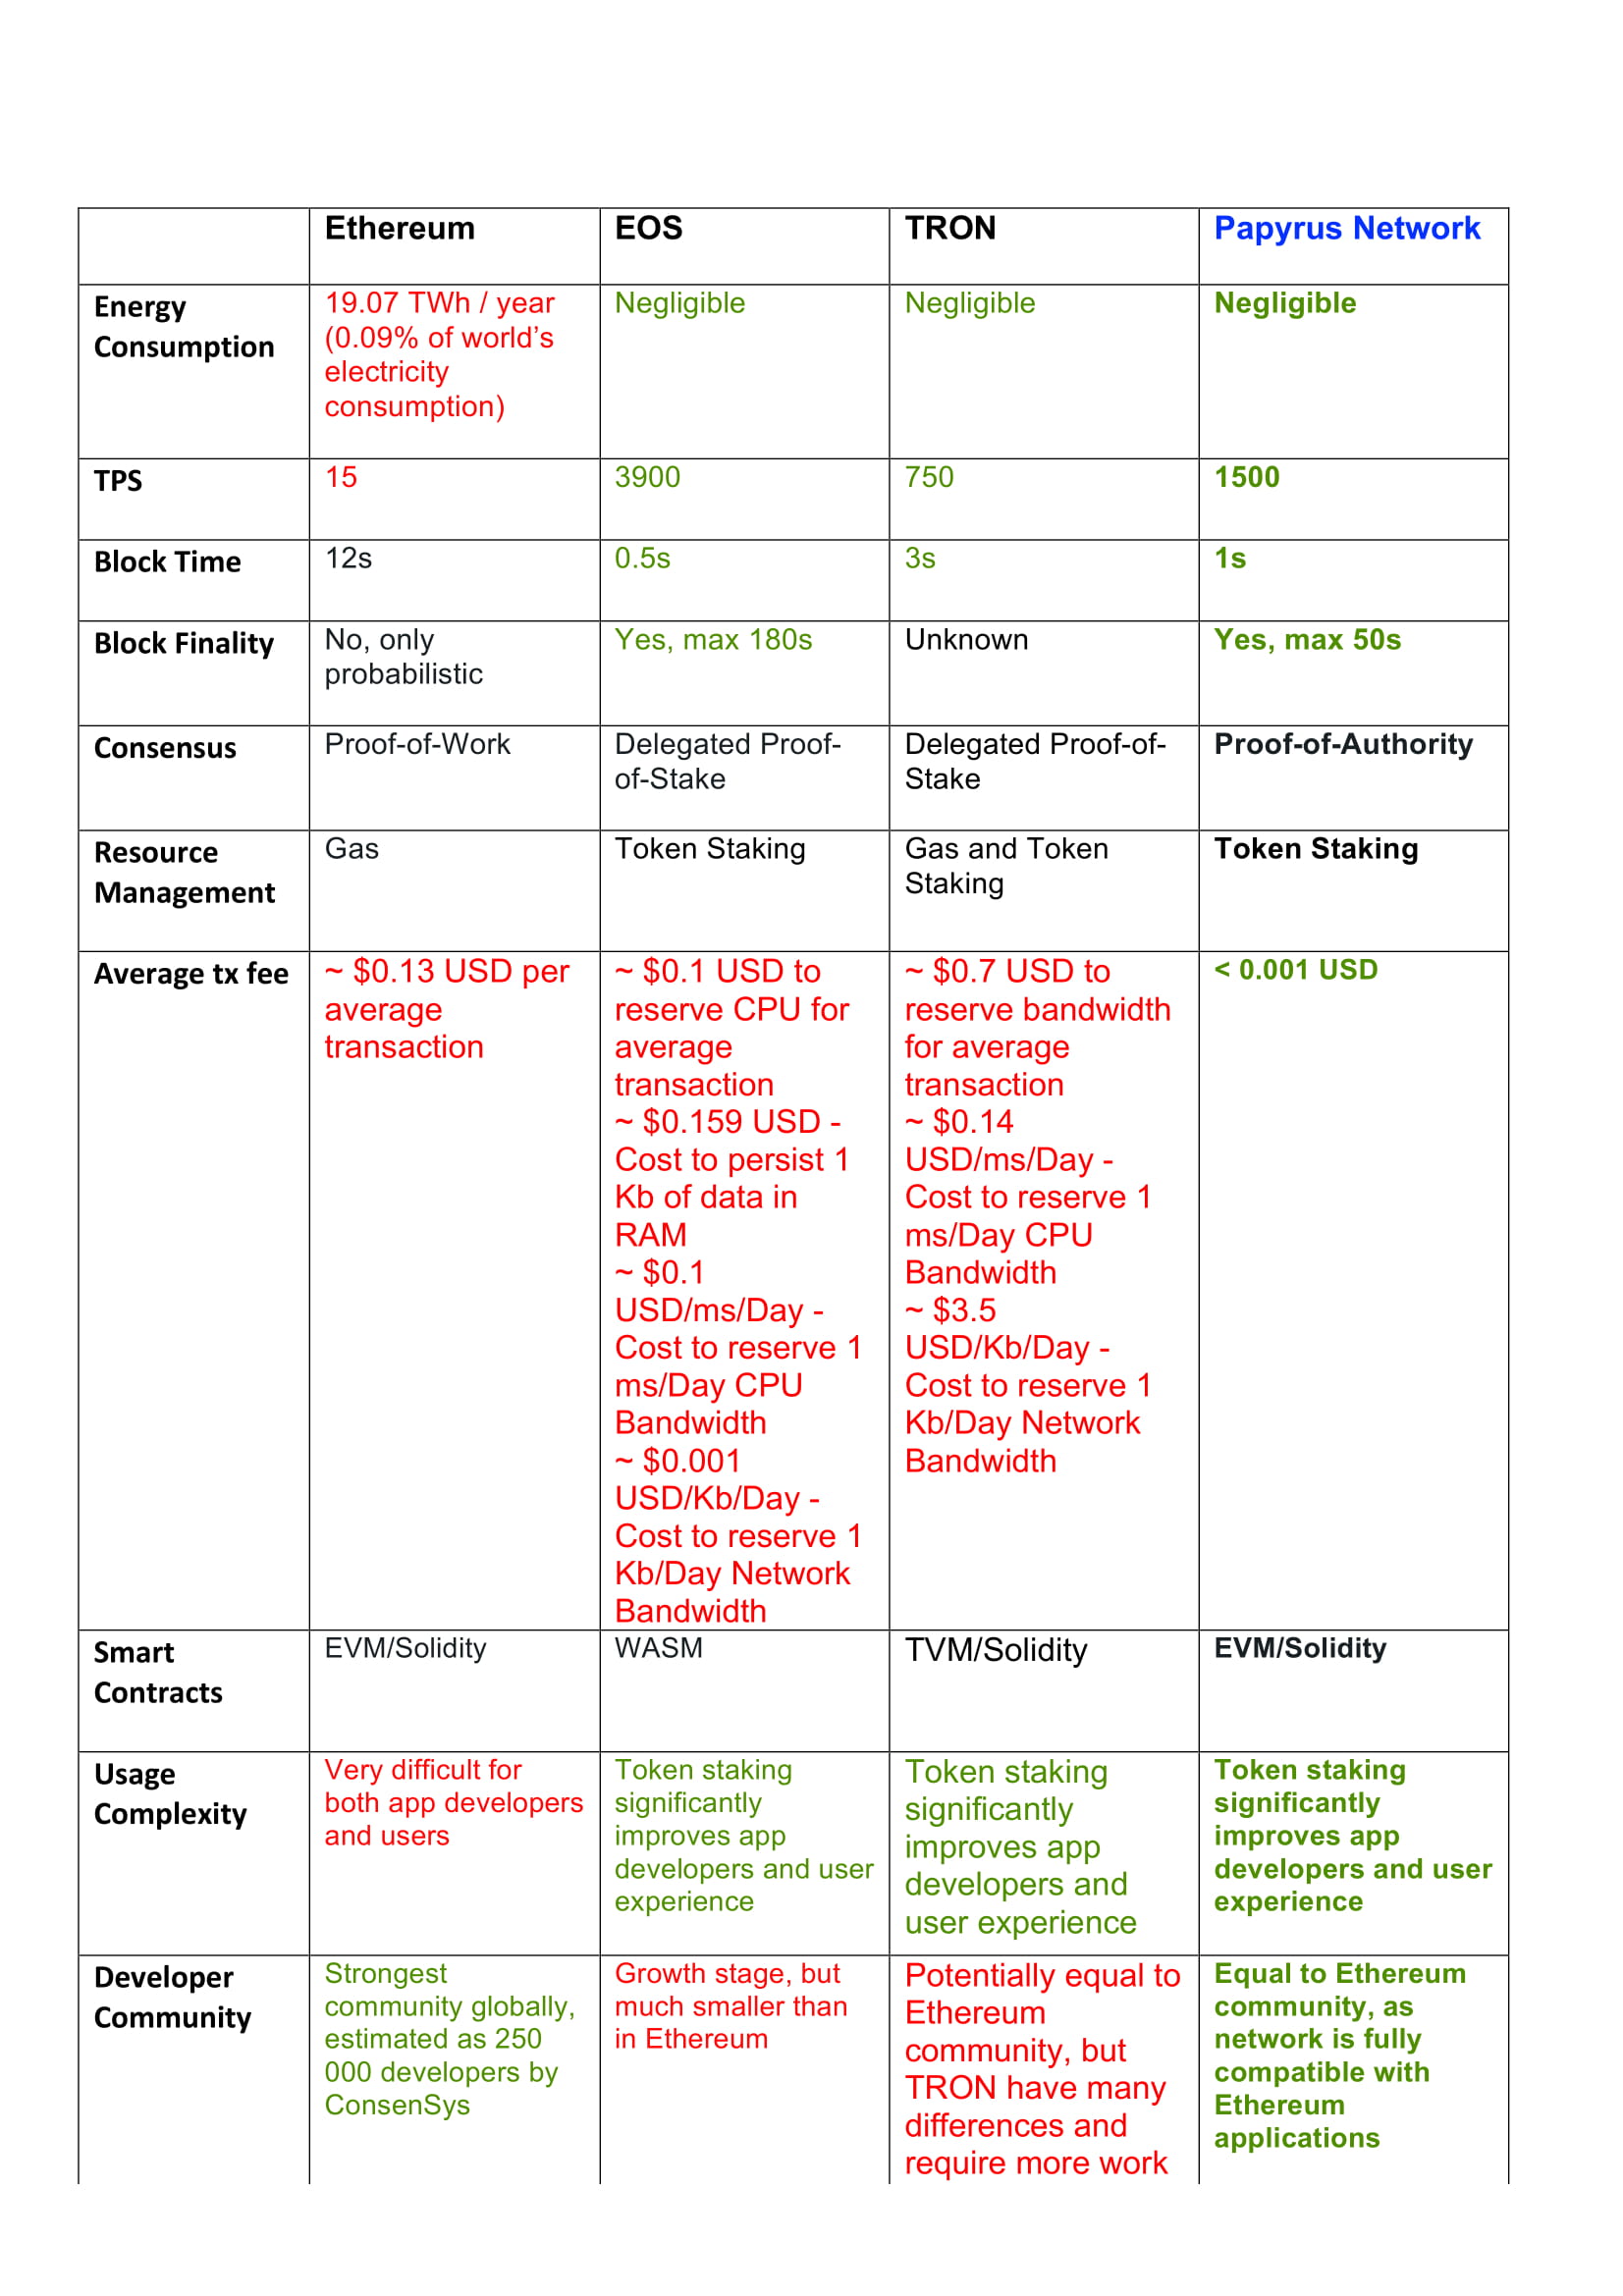 Ethereum
EOS
TRON
Papyrus Network
Energy
Consumption
19.07 TWh / year
(0.09% of world’s
electricity
consumption)
Negligible
Negligible
Negligible
TPS
15
3900
750
1500
Block Time
12s
0.5s
3s
1s
Block Finality
No, only
probabilistic
Yes, max 180s
Unknown
Yes, max 50s
Consensus
Proof-of-Work
Delegated Proof-
of-Stake
Delegated Proof-of-
Stake
Proof-of-Authority
Resource
Management
Gas
Token Staking
Gas and Token
Staking
Token Staking
Average tx fee
~ $0.13 USD per
average
transaction
~ $0.1 USD to
reserve CPU for
average
transaction
~ $0.159 USD -
Cost to persist 1
Kb of data in
RAM
~ $0.1
USD/ms/Day -
Cost to reserve 1
ms/Day CPU
Bandwidth
~ $0.001
USD/Kb/Day -
Cost to reserve 1
Kb/Day Network
Bandwidth
~ $0.7 USD to
reserve bandwidth
for average
transaction
~ $0.14
USD/ms/Day -
Cost to reserve 1
ms/Day CPU
Bandwidth
~ $3.5
USD/Kb/Day -
Cost to reserve 1
Kb/Day Network
Bandwidth
< 0.001 USD
Smart
Contracts
EVM/Solidity
WASM
TVM/Solidity
EVM/Solidity
Usage
Complexity
Very difficult for
both app developers
and users
Token staking
significantly
improves app
developers and user
experience
Token staking
significantly
improves app
developers and
user experience
Token staking
significantly
improves app
developers and user
experience
Developer
Community
Strongest
community globally,
estimated as 250
000 developers by
ConsenSys
Growth stage, but
much smaller than
in Ethereum
Potentially equal to
Ethereum
community, but
TRON have many
differences and
require more work
Equal to Ethereum
community, as
network is fully
compatible with
Ethereum
applications